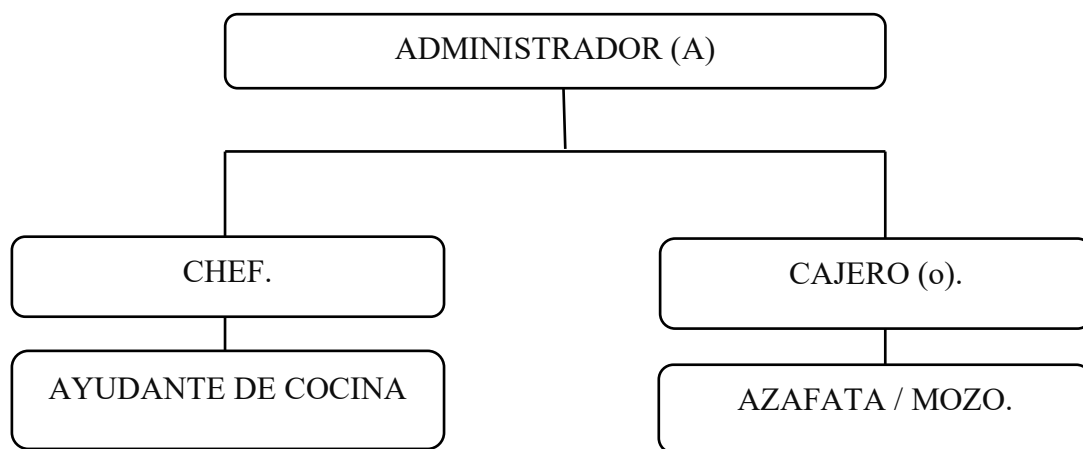 ADMINISTRADOR (A)
CHEF.
CAJERO (o).
AYUDANTE DE COCINA
AZAFATA / MOZO.